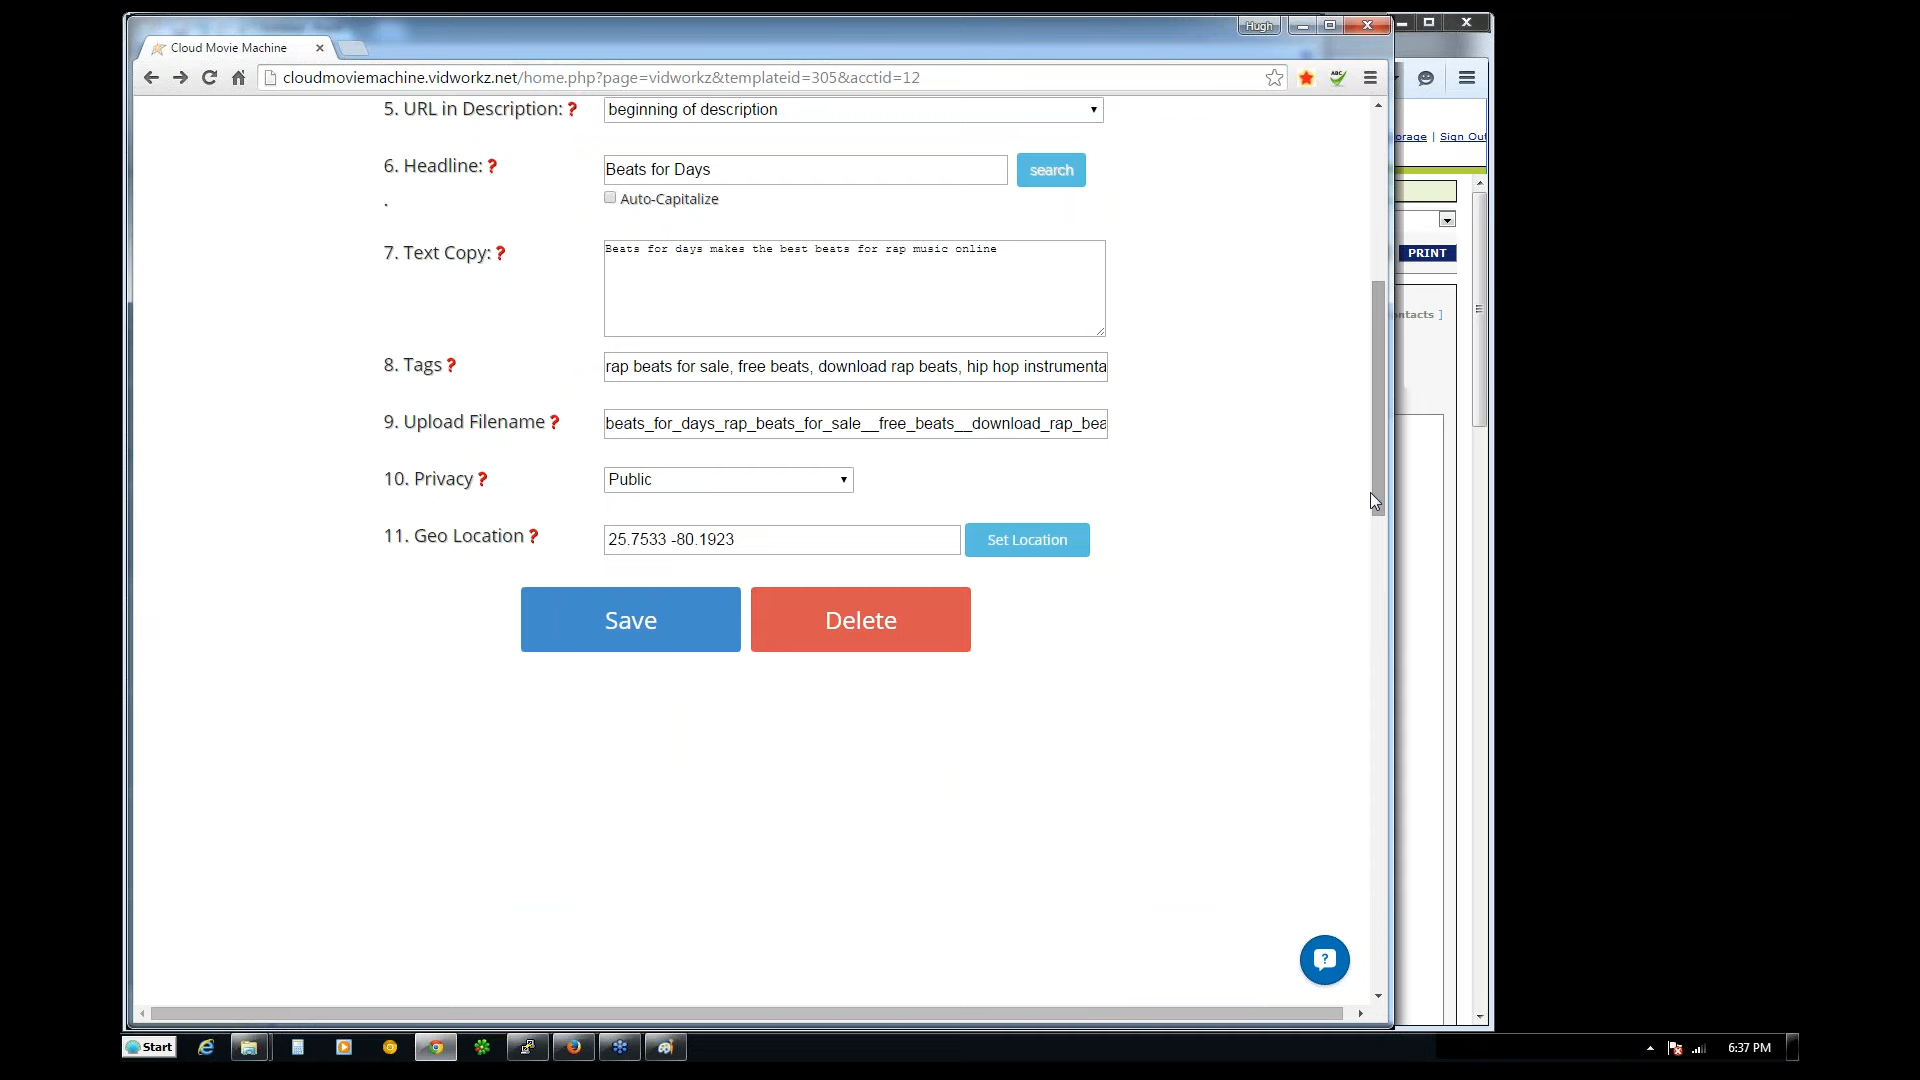 Hugh
Cloud Movie Machine
cloudmoviemachine.vidworkz.net/home.php?page=vidworkz&templateid=305&acctid=12
ABC
5. URL in Description: ?
beginning of description
orage | Sign Out
6. Headline: ?
Beats for Days
search
.
Auto-Capitalize
7. Text Copy: ?
Beats for days makes the best beats for rap music online
PRINT
ontacts ]
8. Tags ?
rap beats for sale, free beats, download rap beats, hip hop instrumenta
9. Upload Filename ?
beats_for_days_rap_beats_for_sale__free_beats__download_rap_bea
10. Privacy ?
Public
11. Geo Location ?
25.7533 -80.1923
Set Location
Save
Delete
?
Start
6:37 PM